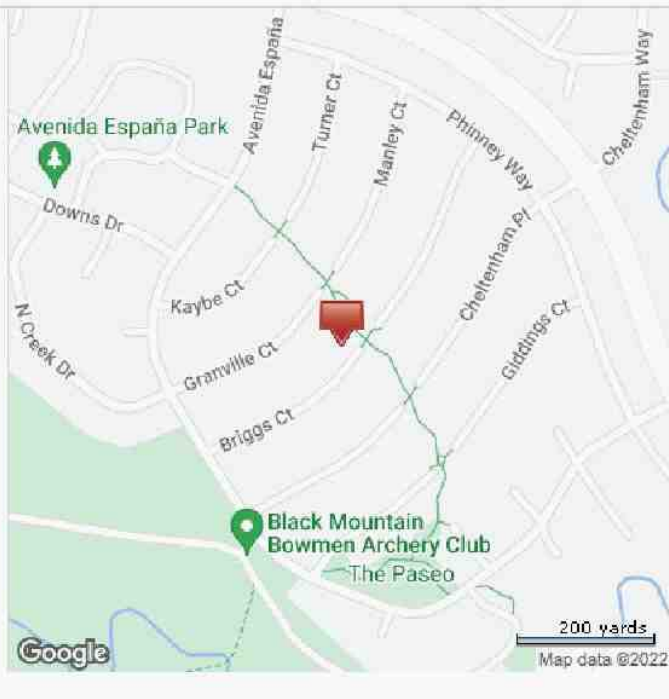 Avenida España
Turner Ct
Manley Ct
Cheltenham Way
Avenida España Park
Phinney Way
Downs Dr
Kaybe Ct
Cheltenham Pl
N Creek Dr
Granville Ct
Giddings Ct
Briggs Ct
Black Mountain
Bowmen Archery Club
The Paseo
200 yards
Google
Map data ©2022